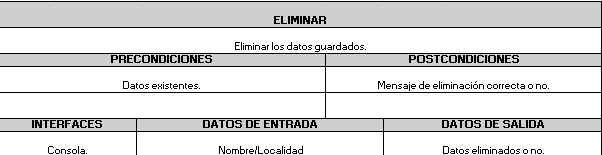 ELIMINAR
Eliminar los datos guardados.
PRECONDICIONES POSTCONDICIONES
Datos existentes. Mensaje de eliminación correcta o no.
INTERFACES DATOS DE ENTRADA DATOS DE SALIDA
Consola. Nombre/Localidad Datos eliminados o no.